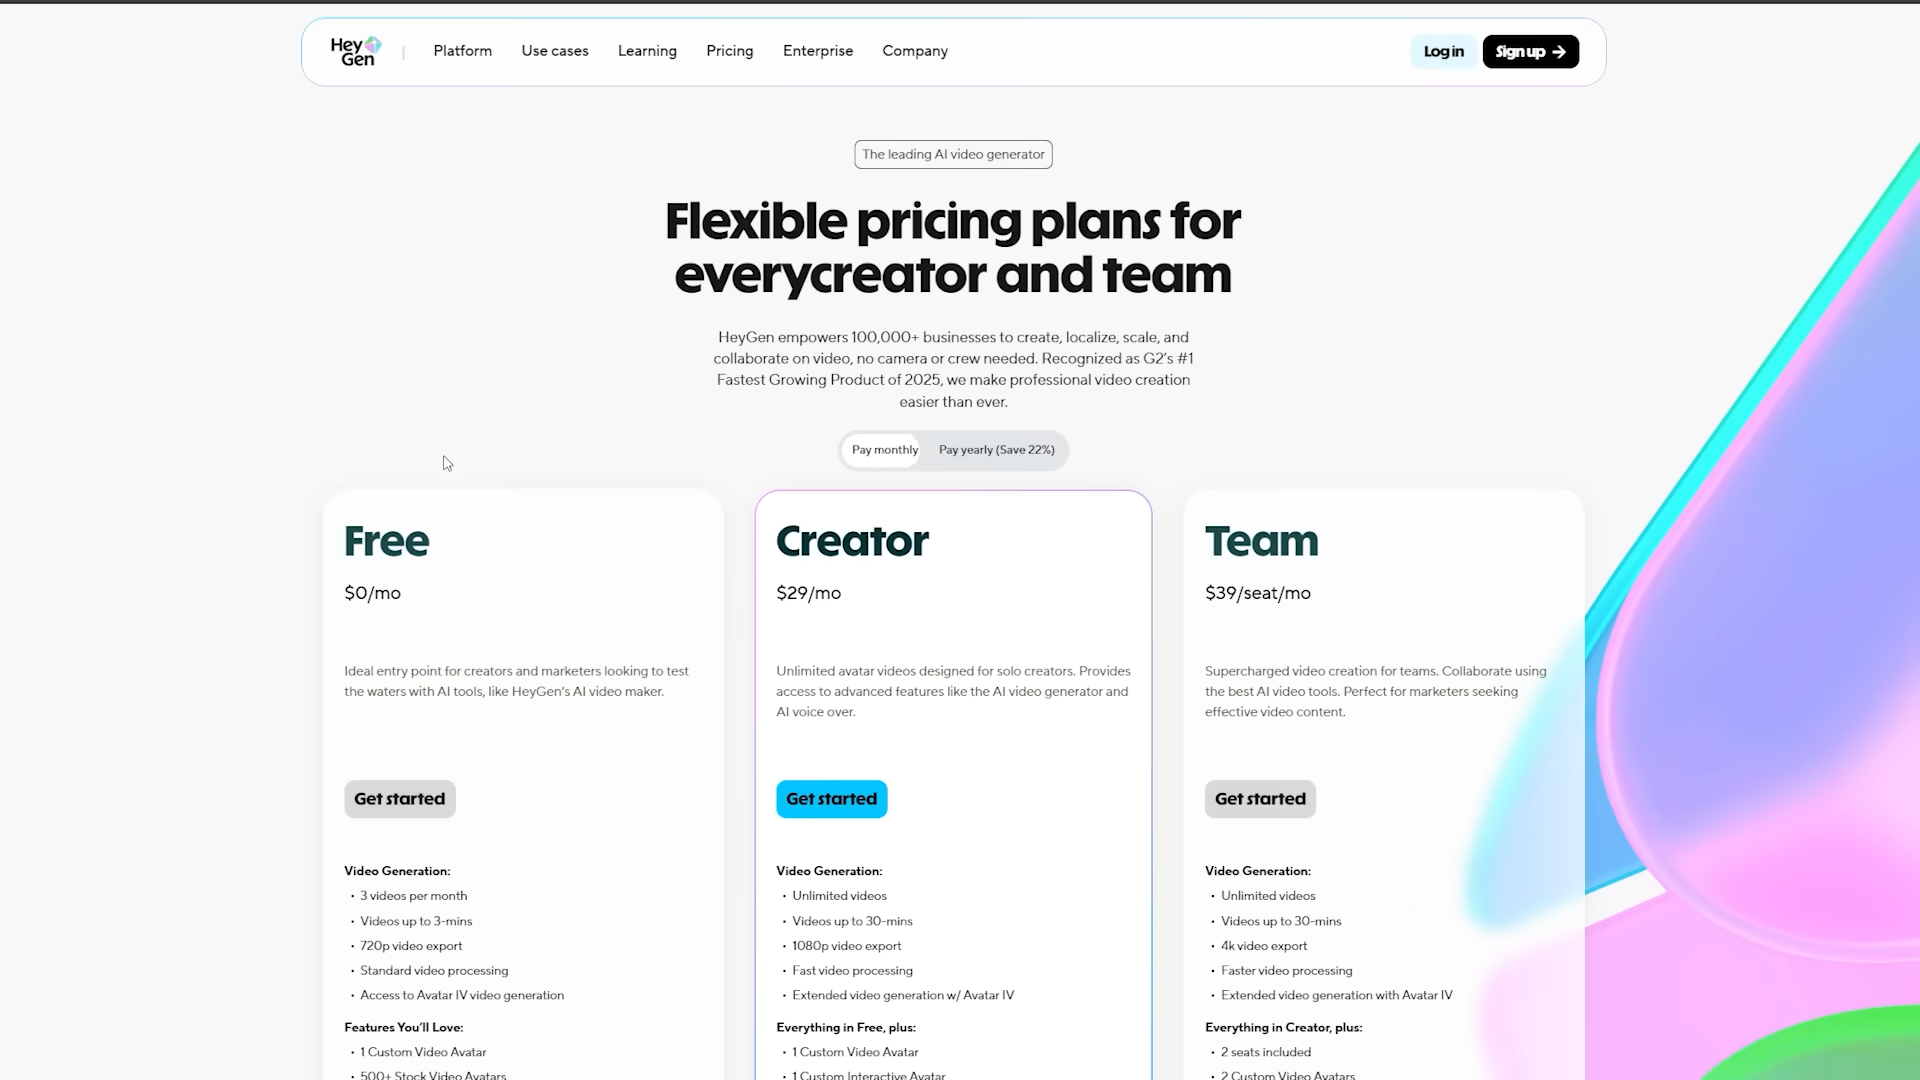 Hey Gen
Platform
Use cases
Learning
Pricing
Enterprise
Company
Log in
Sign up
The leading AI video generator
Flexible pricing plans for
everycreator and team
HeyGen empowers 100,000+ businesses to create, localize, scale, and
collaborate on video, no camera or crew needed. Recognized as G2's #1
Fastest Growing Product of 2025, we make professional video creation
easier than ever.
Pay monthly
Pay yearly (Save 22%)
Free
$0/mo
Ideal entry point for creators and marketers looking to test
the waters with AI tools, like HeyGen's AI video maker.
Get started
Video Generation:
• 3 videos per month
• Videos up to 3-mins
• 720p video export
• Standard video processing
• Access to Avatar IV video generation
Features You'll Love:
• 1 Custom Video Avatar
• 500+ Stock Video Avatars
Creator
$29/mo
Unlimited avatar videos designed for solo creators. Provides
access to advanced features like the AI video generator and
AI voice over.
Get started
Video Generation:
• Unlimited videos
• Videos up to 30-mins
• 1080p video export
• Fast video processing
• Extended video generation w/ Avatar IV
Everything in Free, plus:
• 1 Custom Video Avatar
• 1 Custom Interactive Avatar
Team
$39/seat/mo
Supercharged video creation for teams. Collaborate using
the best AI video tools. Perfect for marketers seeking
effective video content.
Get started
Video Generation:
• Unlimited videos
• Videos up to 30-mins
• 4k video export
• Faster video processing
• Extended video generation with Avatar IV
Everything in Creator, plus:
• 2 seats included
• 2 Custom Video Avatars